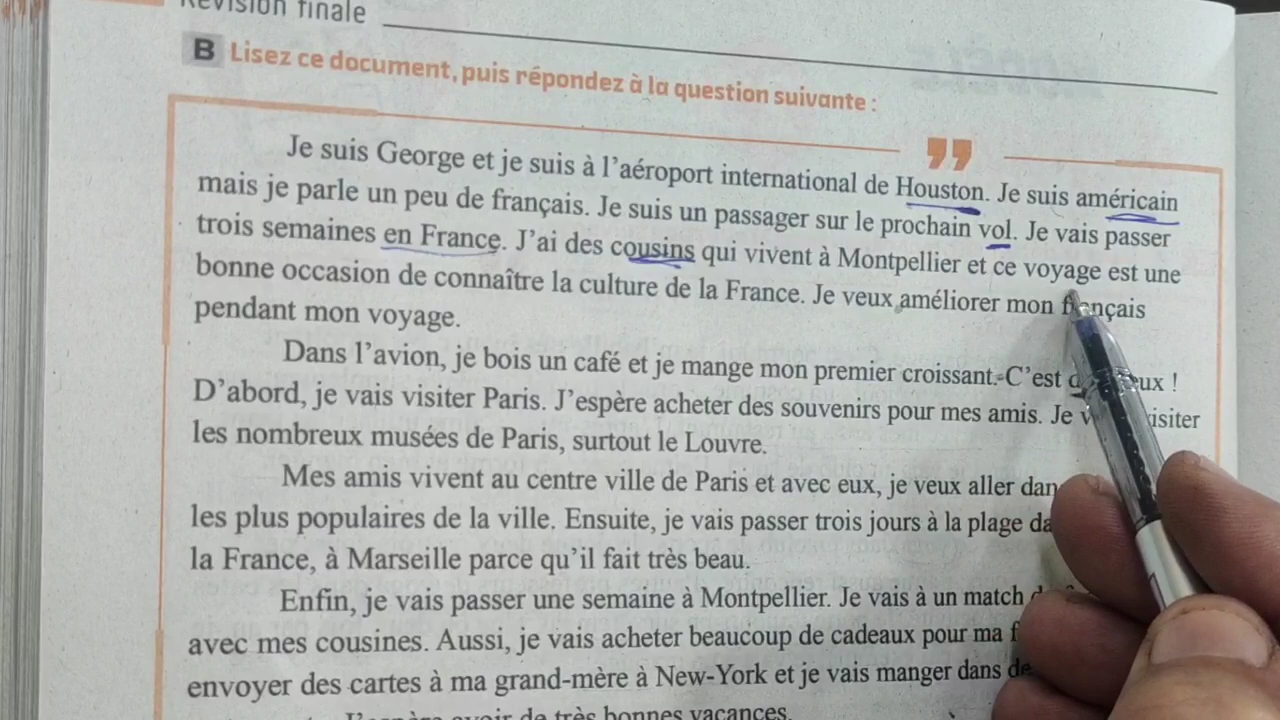 Révision finale
B Lisez ce document, puis répondez à la question suivante :
Je suis George et je suis à l'aéroport international de Houston. Je suis américain
mais je parle un peu de français. Je suis un passager sur le prochain vol. Je vais passer
trois semaines en France. J'ai des cousins qui vivent à Montpellier et ce voyage est une
bonne occasion de connaître la culture de la France. Je veux améliorer mon français
pendant mon voyage.
Dans l'avion, je bois un café et je mange mon premier croissant. C'est !
D'abord, je vais visiter Paris. J'espère acheter des souvenirs pour mes amis. Je visiter
les nombreux musées de Paris, surtout le Louvre.
Mes amis vivent au centre ville de Paris et avec eux, je veux aller
les plus populaires de la ville. Ensuite, je vais passer trois jours à la plage
la France, à Marseille parce qu'il fait très beau.
Enfin, je vais passer une semaine à Montpellier. Je vais à un match
avec mes cousines. Aussi, je vais acheter beaucoup de cadeaux pour ma
envoyer des cartes à ma grand-mère à New-York et je vais manger dans
J'espère avoir de très bonnes vacances.